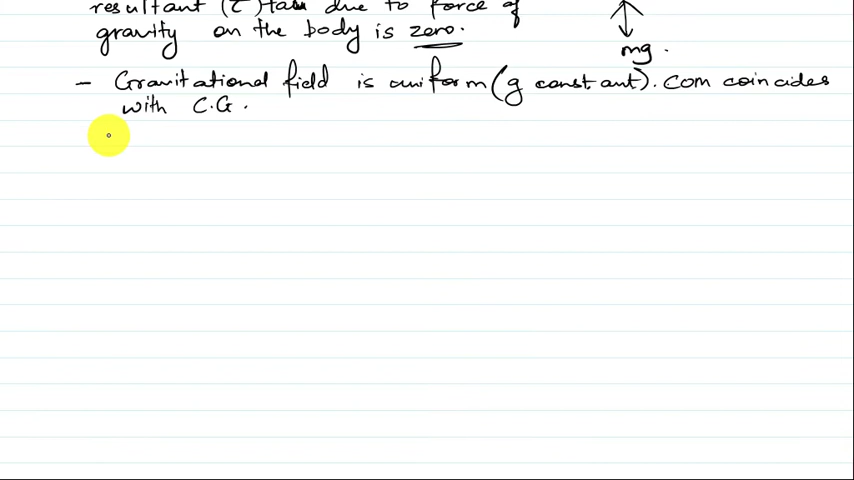 resultant (τ) tau due to force of
gravity on the body is zero.
mg.
- Gravitational field is uniform (g constant). COM coincides
with C.G.